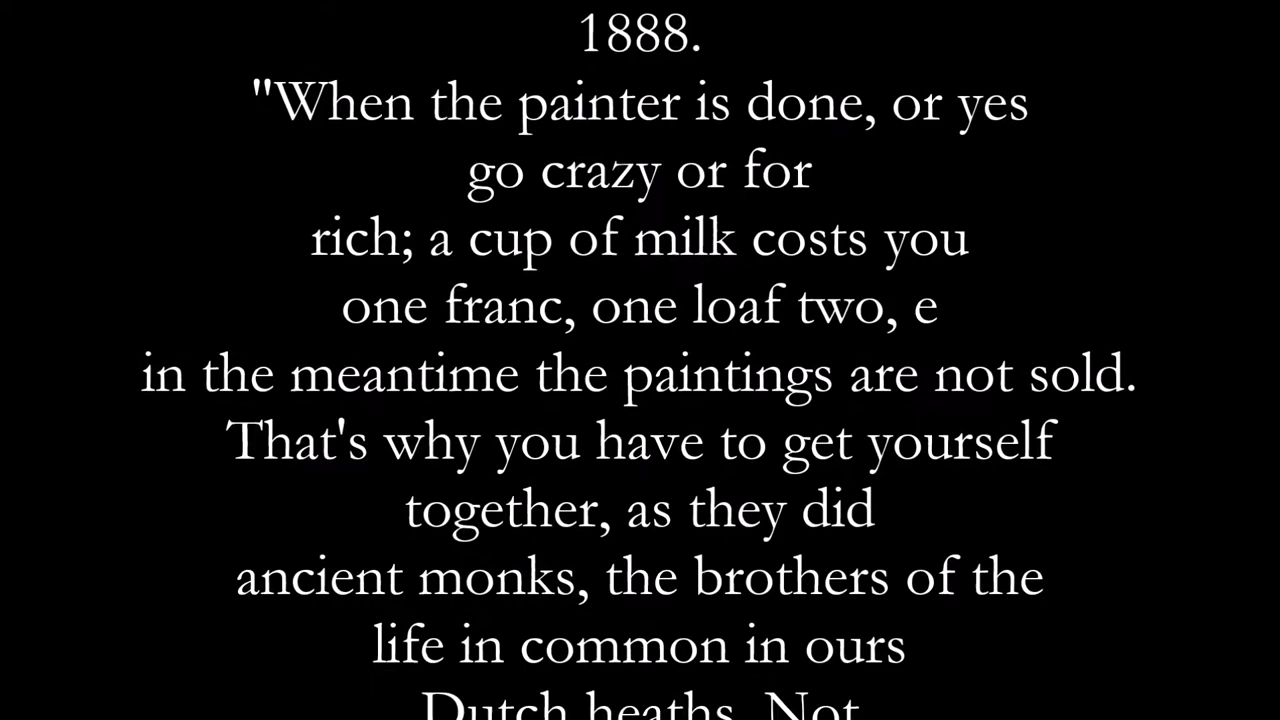 1888.
"When the painter is done, or yes
go crazy or for
rich; a cup of milk costs you
one franc, one loaf two, e
in the meantime the paintings are not sold.
That's why you have to get yourself
together, as they did
ancient monks, the brothers of the
life in common in ours
Dutch heaths. Not